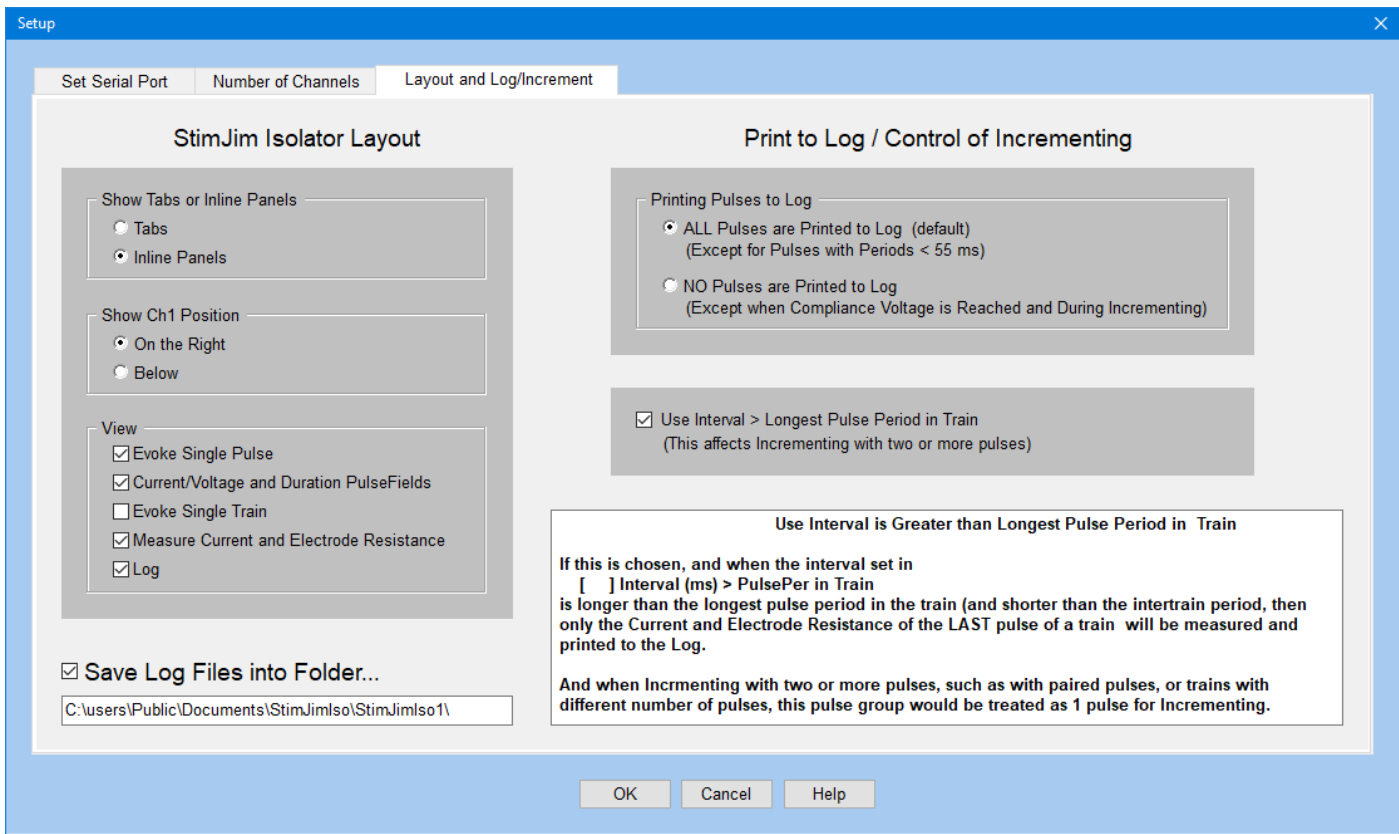 Setup
Set Serial Port
Number of Channels
Layout and Log/Increment
StimJim Isolator Layout
Show Tabs or Inline Panels
Tabs
Inline Panels
Show Ch1 Position
On the Right
Below
View
Evoke Single Pulse
Current/Voltage and Duration PulseFields
Evoke Single Train
Measure Current and Electrode Resistance
Log
Save Log Files into Folder...
C:\users\Public\Documents\StimJimIso\StimJimIso1\
Print to Log / Control of Incrementing
Printing Pulses to Log
ALL Pulses are Printed to Log (default)
(Except for Pulses with Periods < 55 ms)
NO Pulses are Printed to Log
(Except when Compliance Voltage is Reached and During Incrementing)
Use Interval > Longest Pulse Period in Train
(This affects Incrementing with two or more pulses)
Use Interval is Greater than Longest Pulse Period in Train
If this is chosen, and when the interval set in
[ ] Interval (ms) > PulsePer in Train
is longer than the longest pulse period in the train (and shorter than the intertrain period, then
only the Current and Electrode Resistance of the LAST pulse of a train will be measured and
printed to the Log.
And when Incrmenting with two or more pulses, such as with paired pulses, or trains with
different number of pulses, this pulse group would be treated as 1 pulse for Incrementing.
OK
Cancel
Help